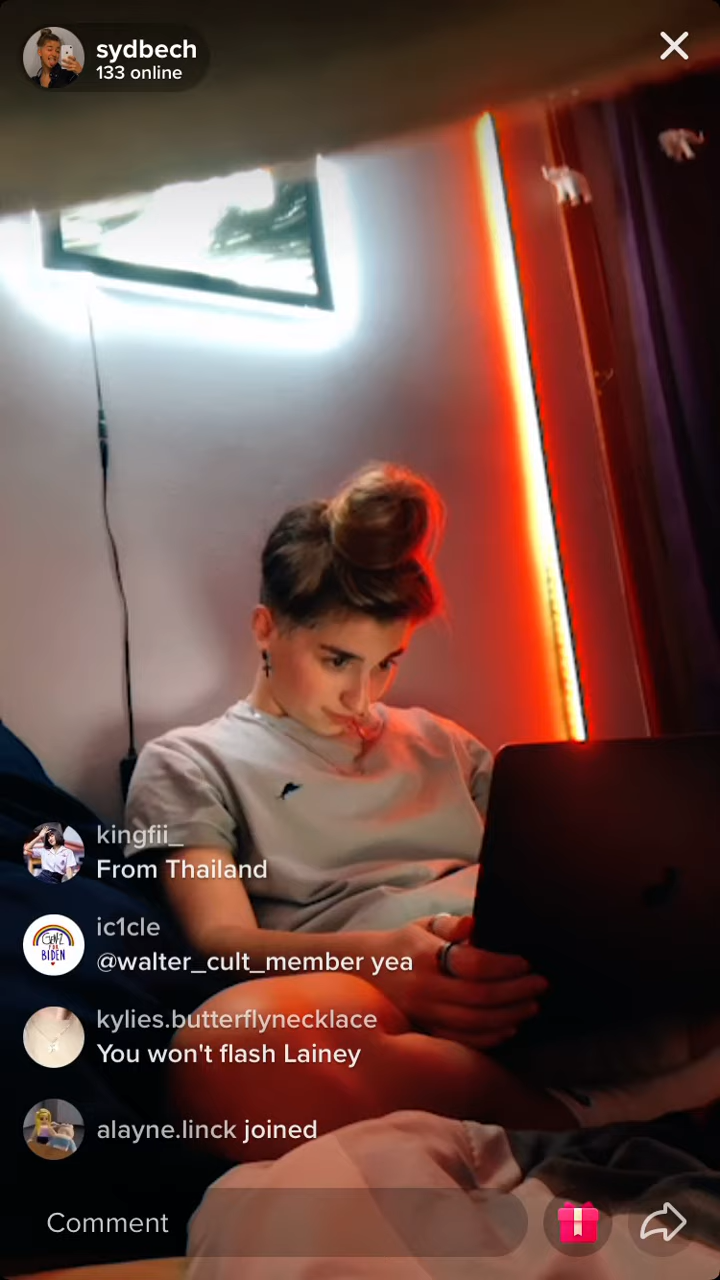 sydbech
133 online
kingfii_
From Thailand
ic1cle
@walter_cult_member yea
kylies.butterflynecklace
You won't flash Lainey
alayne.linck joined
Comment
BIDEN